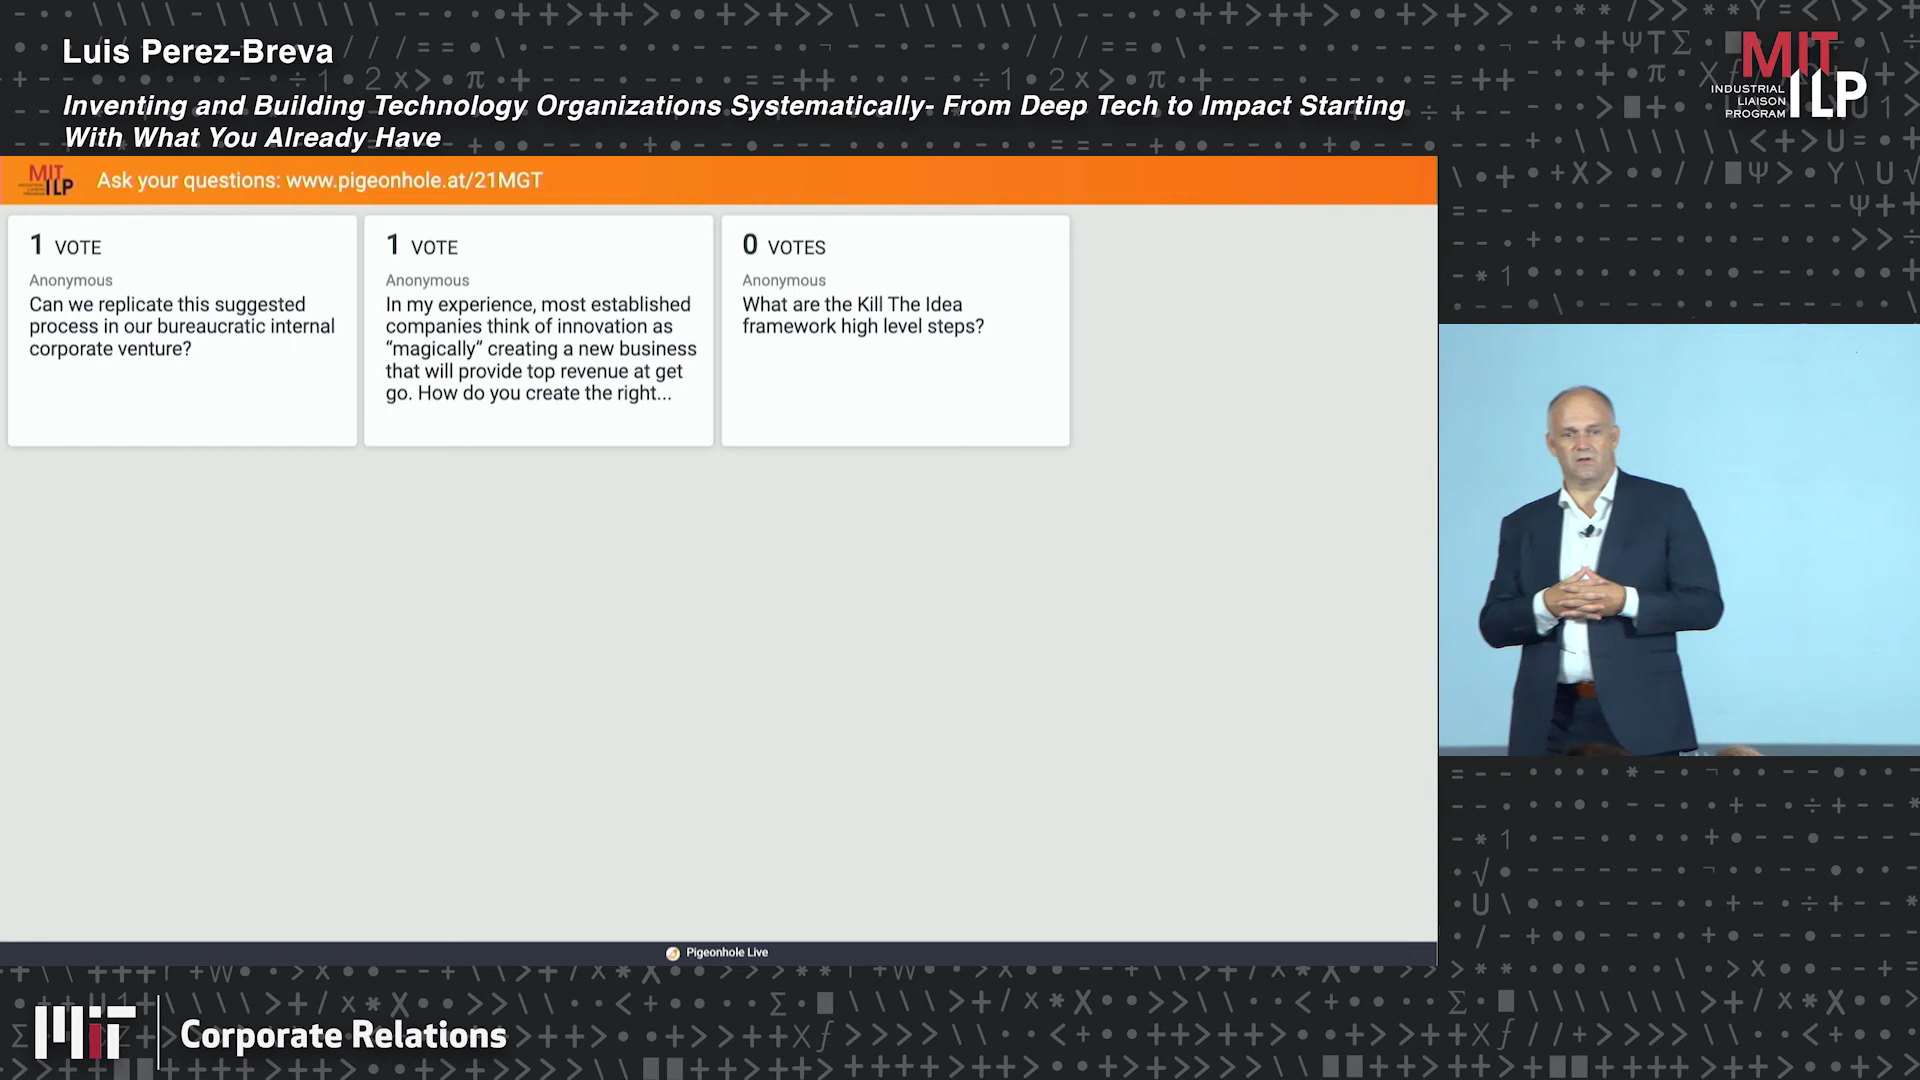 Luis Perez-Breva
Inventing and Building Technology Organizations Systematically- From Deep Tech to Impact Starting
With What You Already Have
MIT
INDUSTRIAL
LIAISON
PROGRAM
ILP
MIT
ILP
Ask your questions: www.pigeonhole.at/21MGT
1 VOTE
Anonymous
Can we replicate this suggested
process in our bureaucratic internal
corporate venture?
1 VOTE
Anonymous
In my experience, most established
companies think of innovation as
“magically” creating a new business
that will provide top revenue at get
go. How do you create the right...
0 VOTES
Anonymous
What are the Kill The Idea
framework high level steps?
Pigeonhole Live
MIT
Corporate Relations